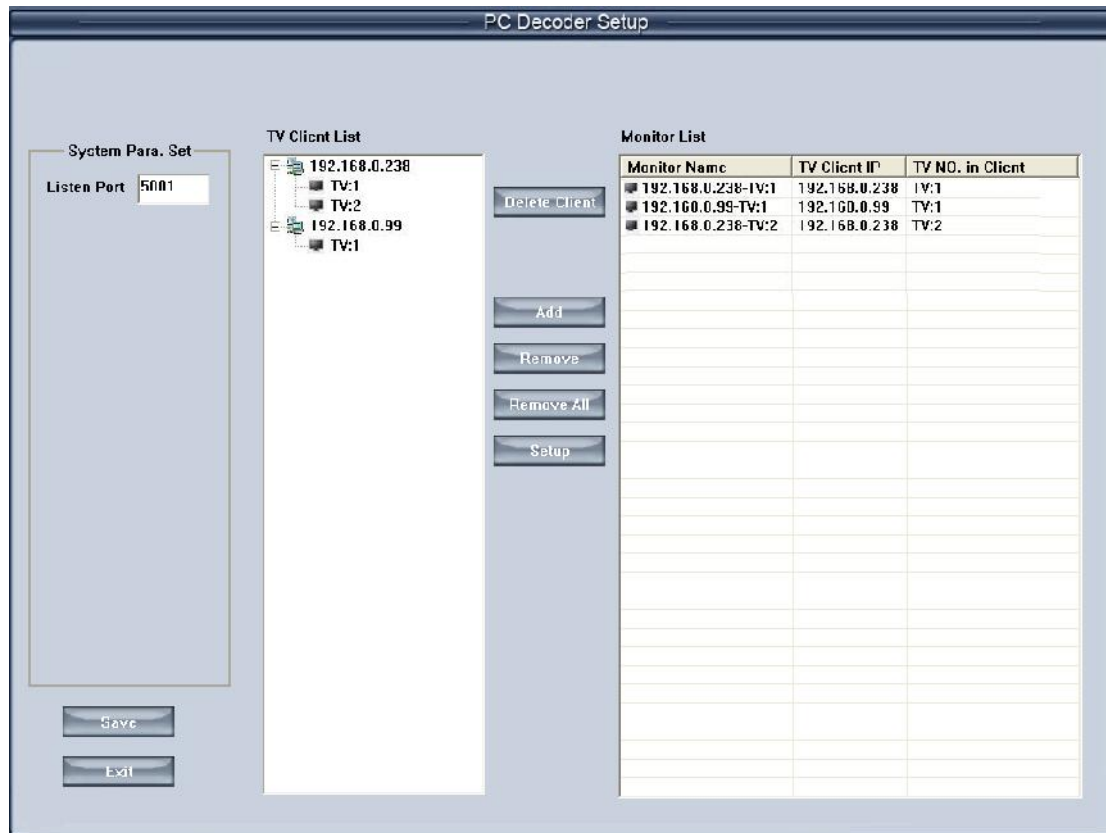 PC Decoder Setup
System Para. Set
Listen Port 5001
TV Client List
192.168.0.238
TV:1
TV:2
192.168.0.99
TV:1
Delete Client
Add
Remove
Remove All
Setup
Monitor List
Monitor Name TV Client IP TV NO. in Client
192.168.0.238-TV:1 192.168.0.238 TV:1
192.168.0.99-TV:1 192.168.0.99 TV:1
192.168.0.238-TV:2 192.168.0.238 TV:2
Save
Exit